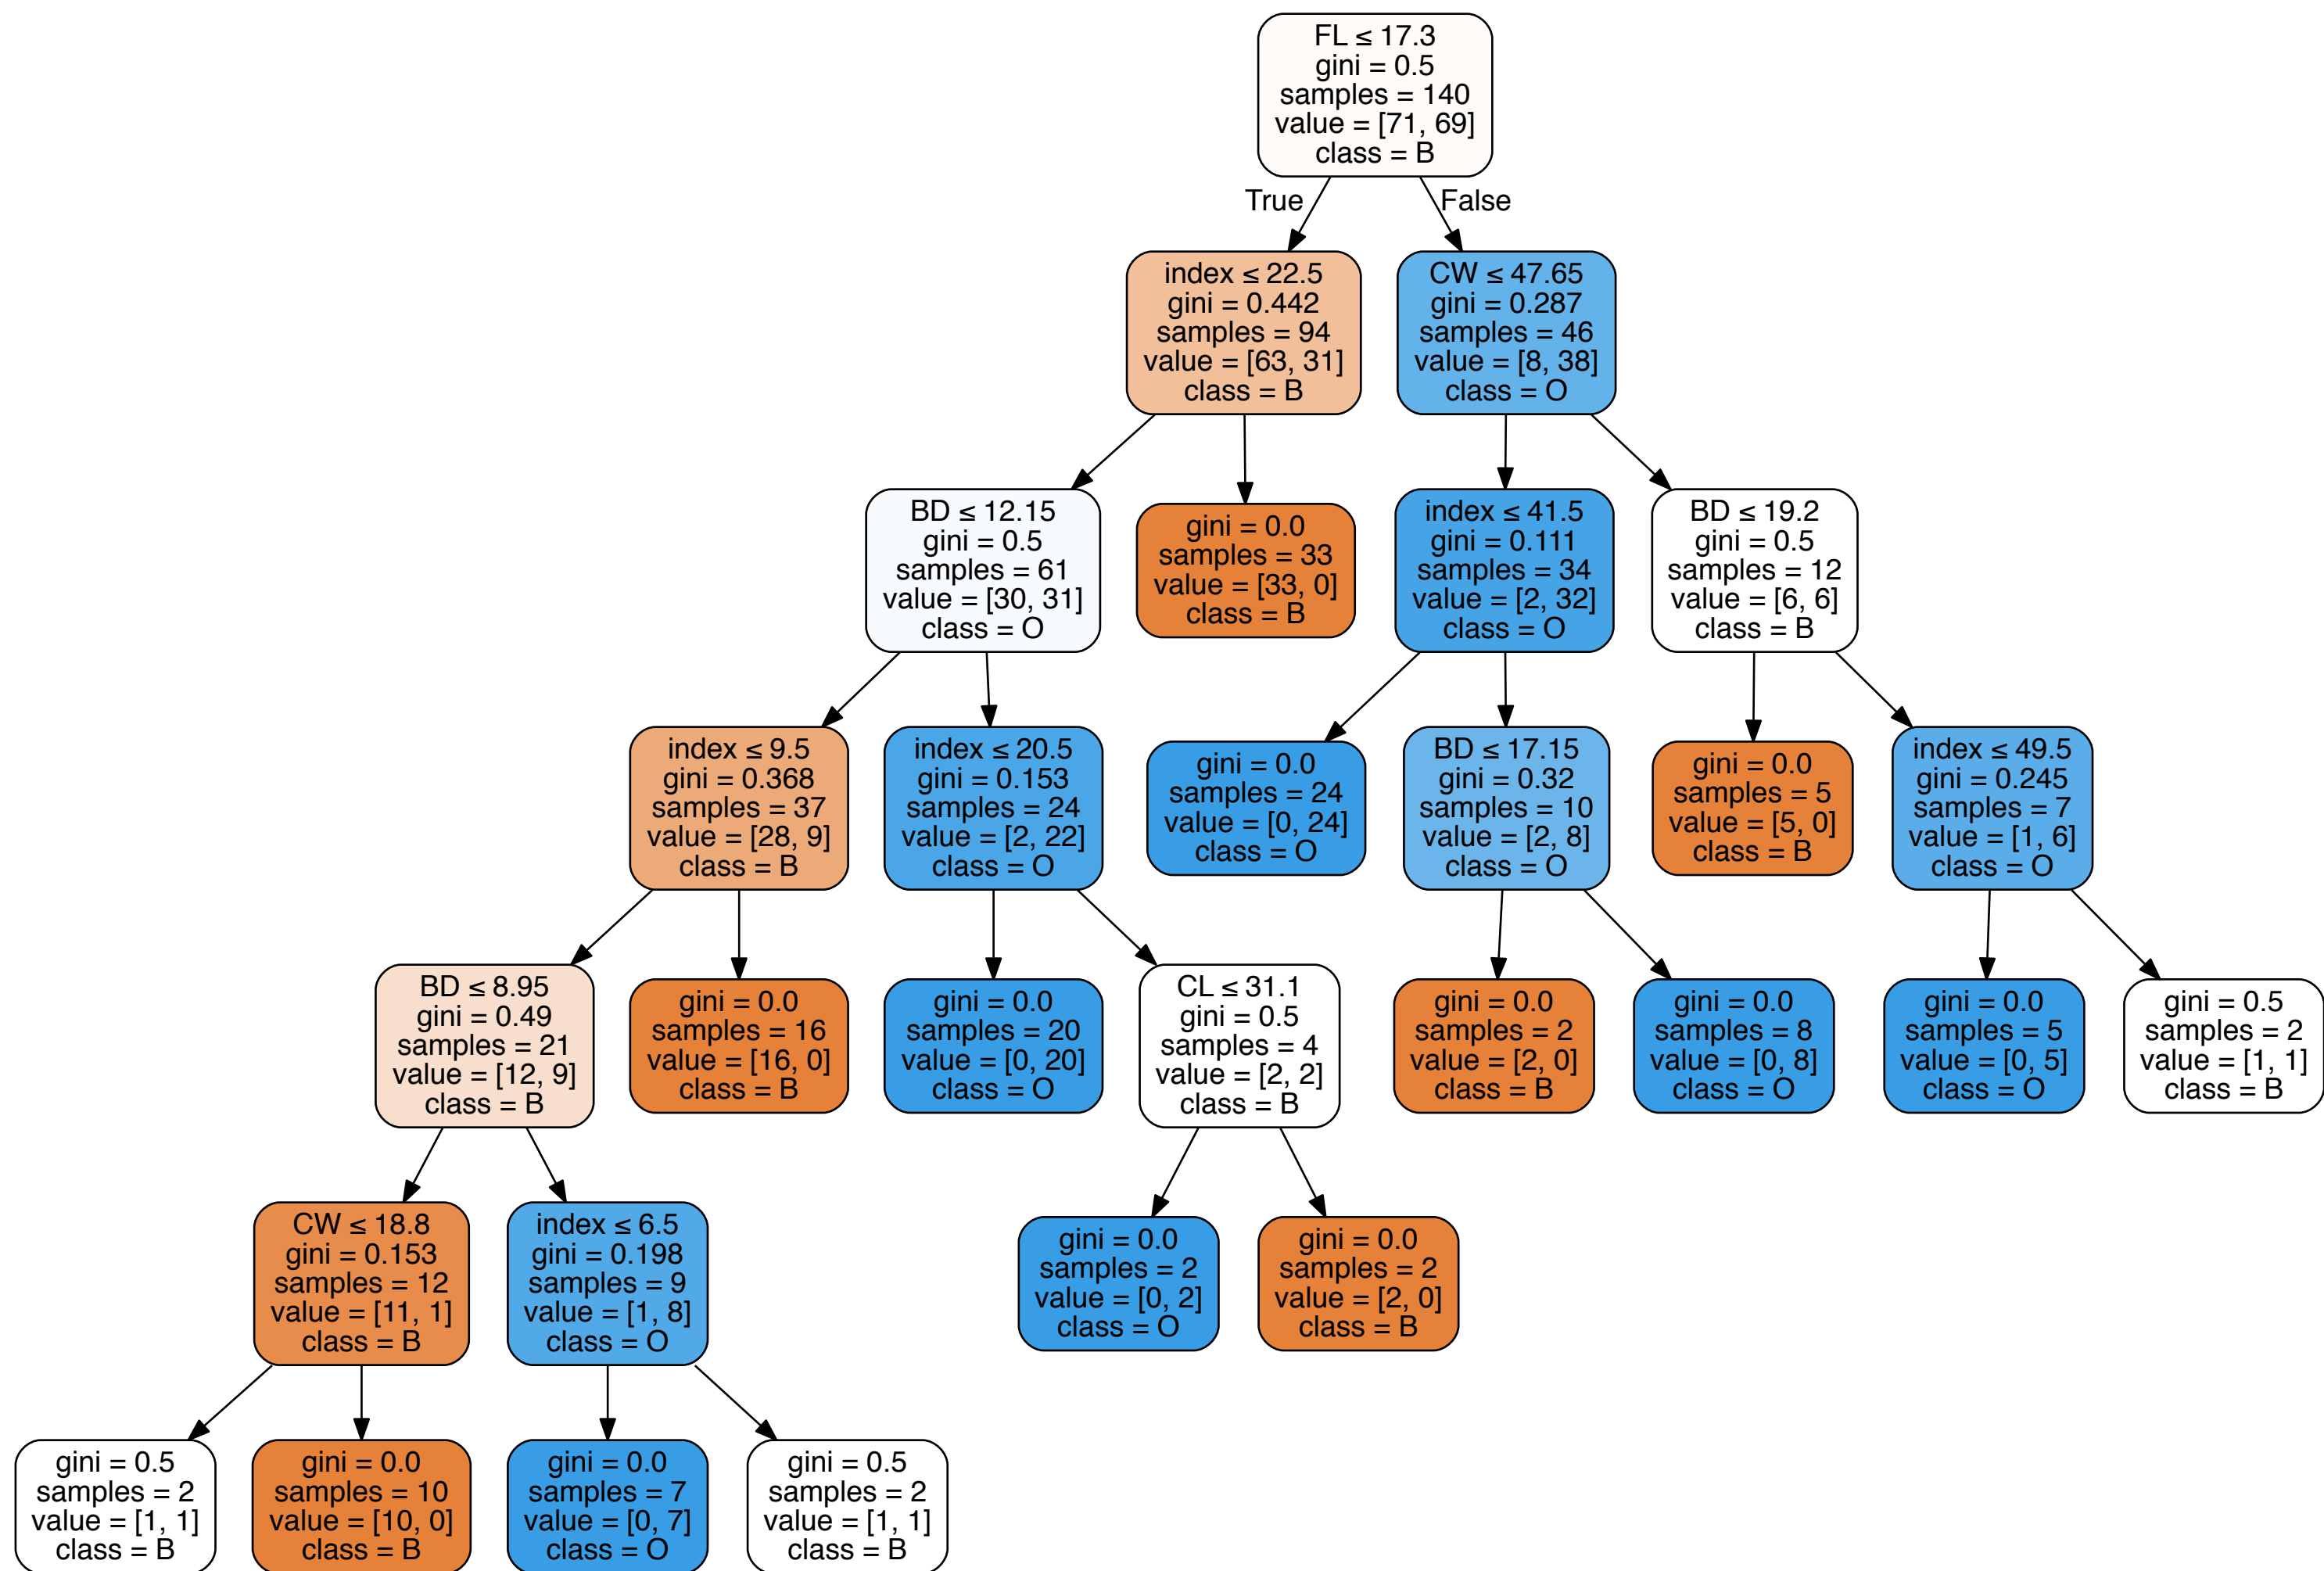 FL ≤ 17.3
gini = 0.5
samples = 140
value = [71, 69]
class = B
True
False
index ≤ 22.5
gini = 0.442
samples = 94
value = [63, 31]
class = B
CW ≤ 47.65
gini = 0.287
samples = 46
value = [8, 38]
class = O
BD ≤ 12.15
gini = 0.5
samples = 61
value = [30, 31]
class = O
gini = 0.0
samples = 33
value = [33, 0]
class = B
index ≤ 41.5
gini = 0.111
samples = 34
value = [2, 32]
class = O
BD ≤ 19.2
gini = 0.5
samples = 12
value = [6, 6]
class = B
index ≤ 9.5
gini = 0.368
samples = 37
value = [28, 9]
class = B
index ≤ 20.5
gini = 0.153
samples = 24
value = [2, 22]
class = O
gini = 0.0
samples = 24
value = [0, 24]
class = O
BD ≤ 17.15
gini = 0.32
samples = 10
value = [2, 8]
class = O
gini = 0.0
samples = 5
value = [5, 0]
class = B
index ≤ 49.5
gini = 0.245
samples = 7
value = [1, 6]
class = O
BD ≤ 8.95
gini = 0.49
samples = 21
value = [12, 9]
class = B
gini = 0.0
samples = 16
value = [16, 0]
class = B
gini = 0.0
samples = 20
value = [0, 20]
class = O
CL ≤ 31.1
gini = 0.5
samples = 4
value = [2, 2]
class = B
gini = 0.0
samples = 2
value = [2, 0]
class = B
gini = 0.0
samples = 8
value = [0, 8]
class = O
gini = 0.0
samples = 5
value = [0, 5]
class = O
gini = 0.5
samples = 2
value = [1, 1]
class = B
CW ≤ 18.8
gini = 0.153
samples = 12
value = [11, 1]
class = B
index ≤ 6.5
gini = 0.198
samples = 9
value = [1, 8]
class = O
gini = 0.0
samples = 2
value = [0, 2]
class = O
gini = 0.0
samples = 2
value = [2, 0]
class = B
gini = 0.5
samples = 2
value = [1, 1]
class = B
gini = 0.0
samples = 10
value = [10, 0]
class = B
gini = 0.0
samples = 7
value = [0, 7]
class = O
gini = 0.5
samples = 2
value = [1, 1]
class = B